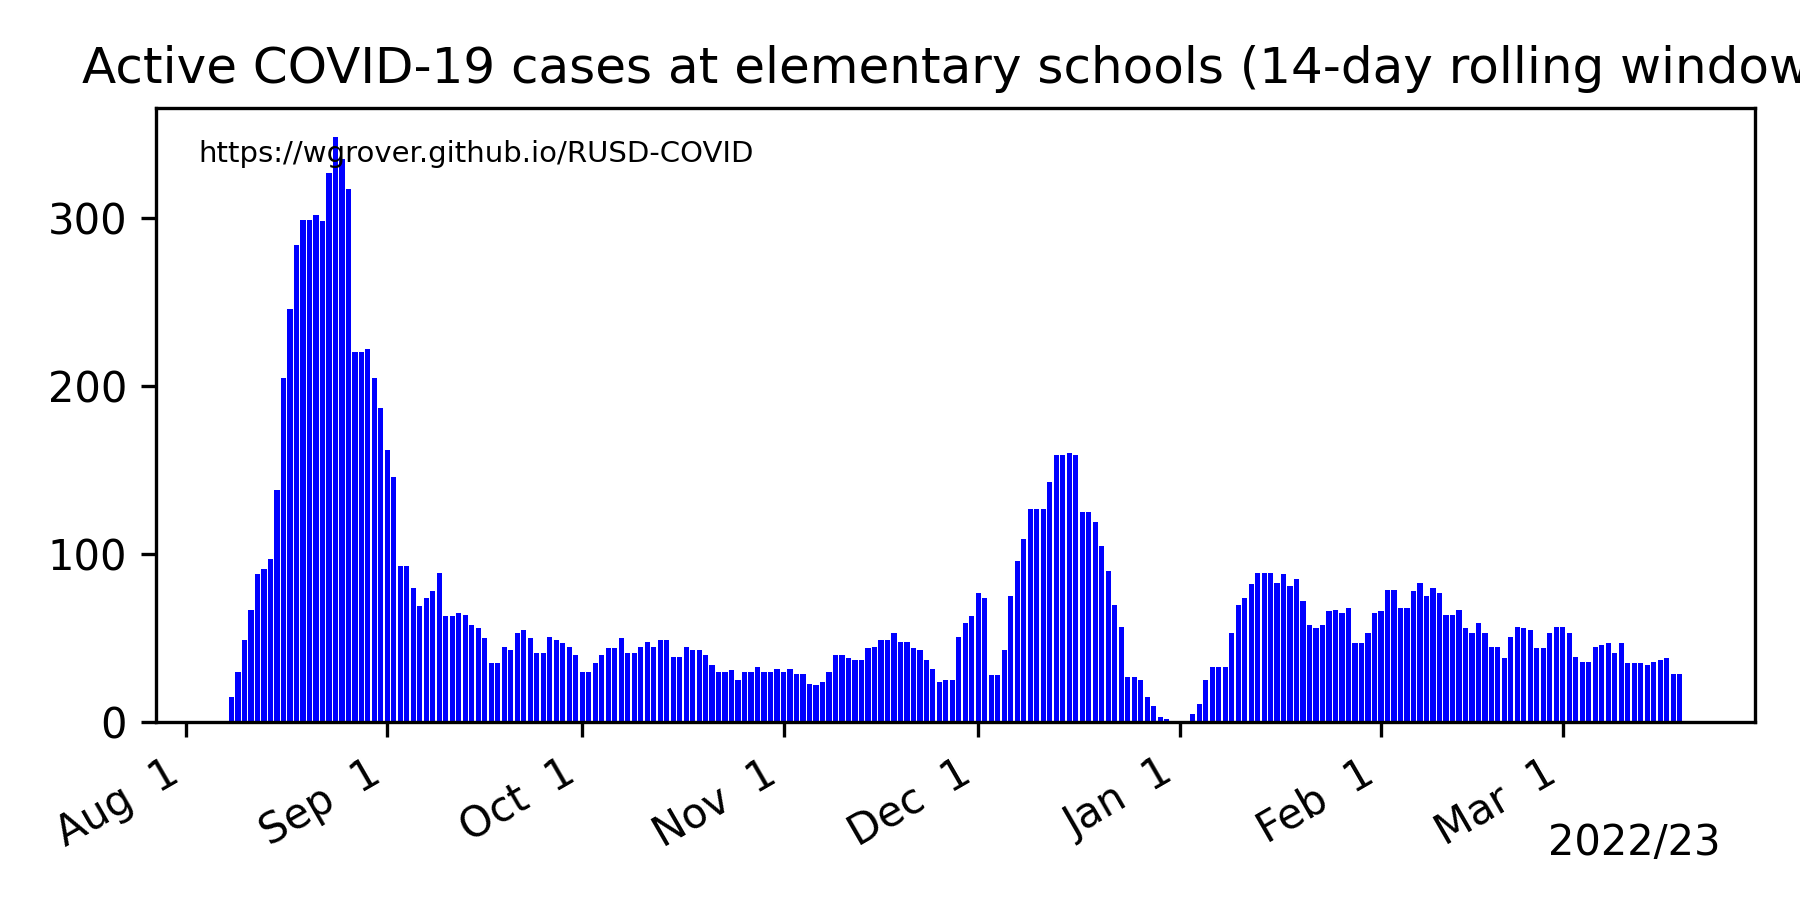 Active COVID-19 cases at elementary schools (14-day rolling window
https://wgrover.github.io/RUSD-COVID
300
200
100
0
Aug 1
Sep 1
Oct 1
Nov 1
Dec 1
Jan 1
Feb 1
Mar 1
2022/23